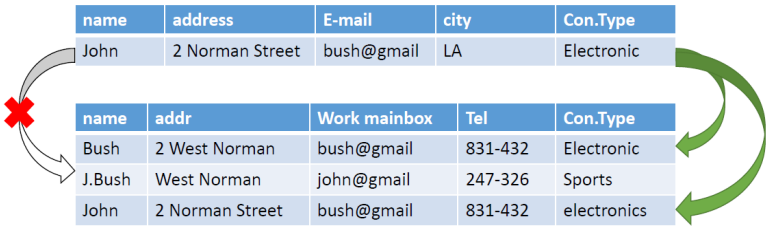 name address E-mail city Con.Type
John 2 Norman Street bush@gmail LA Electronic
name addr Work mainbox Tel Con.Type
Bush 2 West Norman bush@gmail 831-432 Electronic
J.Bush West Norman john@gmail 247-326 Sports
John 2 Norman Street bush@gmail 831-432 electronics